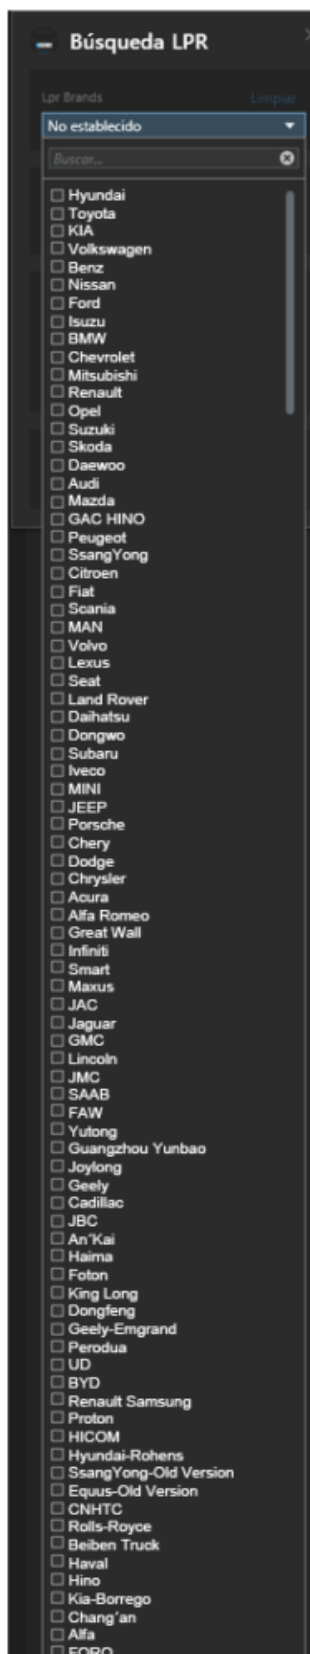 Búsqueda LPR
Lpr Brands
Limpiar
No establecido
Buscar...
Hyundai
Toyota
KIA
Volkswagen
Benz
Nissan
Ford
Isuzu
BMW
Chevrolet
Mitsubishi
Renault
Opel
Suzuki
Skoda
Daewoo
Audi
Mazda
GAC HINO
Peugeot
SsangYong
Citroen
Fiat
Scania
MAN
Volvo
Lexus
Seat
Land Rover
Daihatsu
Dongwo
Subaru
Iveco
MINI
JEEP
Porsche
Chery
Dodge
Chrysler
Acura
Alfa Romeo
Great Wall
Infiniti
Smart
Maxus
JAC
Jaguar
GMC
Lincoln
JMC
SAAB
FAW
Yutong
Guangzhou Yunbao
Joylong
Geely
Cadillac
JBC
An'Kai
Haima
Foton
King Long
Dongfeng
Geely-Emgrand
Perodua
UD
BYD
Renault Samsung
Proton
HICOM
Hyundai-Rohens
SsangYong-Old Version
Equus-Old Version
CNHTC
Rolls-Royce
Beiben Truck
Haval
Hino
Kia-Borrego
Chang'an
Alfa